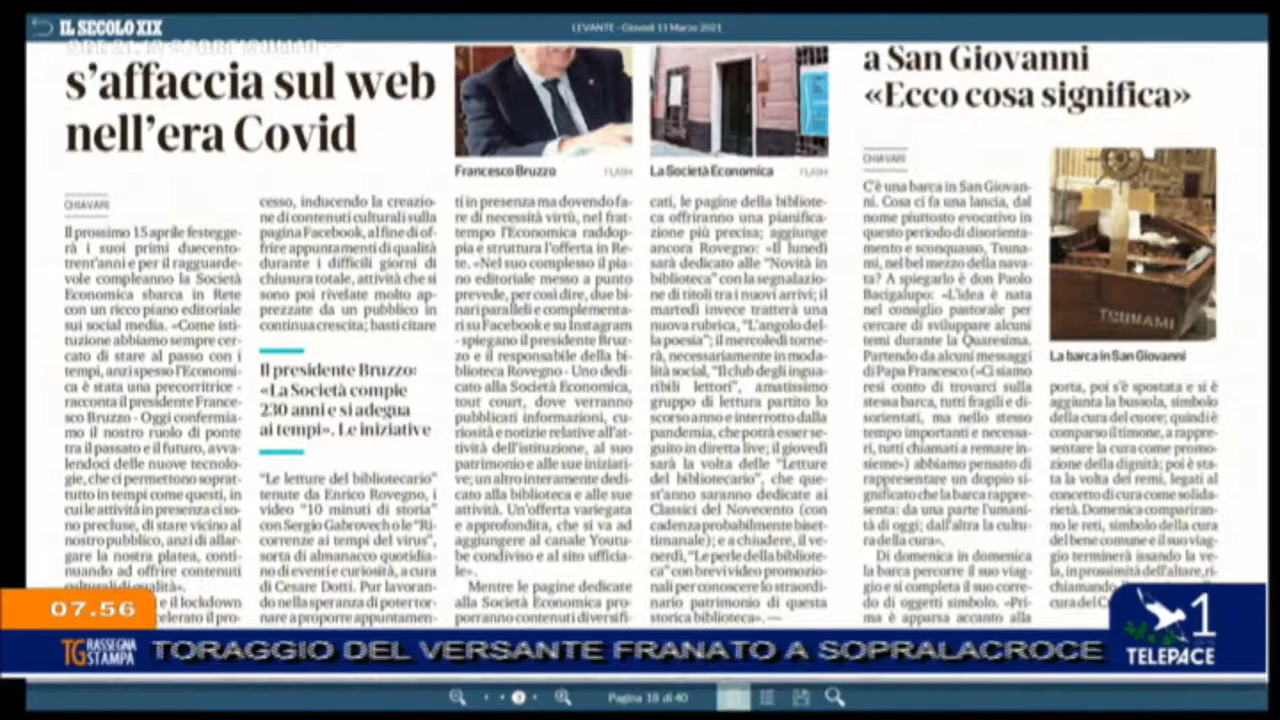 IL SECOLO XIX
LEVANTE - Giovedì 11 Marzo 2021
s'affaccia sul web
nell'era Covid
CHIAVARI
Il prossimo 15 aprile festegge-
rà i suoi primi duecento-
trent'anni e per il ragguarde-
vole compleanno la Società
Economica sbarca in Rete
con un ricco piano editoriale
sui social media. «Come isti-
tuzione abbiamo sempre cer-
cato di stare al passo con i
tempi, anzi spesso l'Economi-
ca è stata una precorritrice -
racconta il presidente France-
sco Bruzzo - Oggi confermia-
mo il nostro ruolo di ponte
tra il passato e il futuro, avva-
lendoci delle nuove tecnolo-
gie, che ci permettono soprat-
tutto in tempi come questi, in
cui le attività in presenza ci so-
no precluse, di stare vicino al
nostro pubblico, anzi di allar-
gare la nostra platea, conti-
nuando ad offrire contenuti
culturali di qualità».
e il lockdown
celerato il pro-
cesso, inducendo la creazio-
ne di contenuti culturali sulla
pagina Facebook, al fine di of-
frire appuntamenti di qualità
durante i difficili giorni di
chiusura totale, attività che si
sono poi rivelate molto ap-
prezzate da un pubblico in
continua crescita; basti citare
Il presidente Bruzzo:
«La Società compie
230 anni e si adegua
ai tempi». Le iniziative
"Le letture del bibliotecario"
tenute da Enrico Rovegno, i
video "10 minuti di storia"
con Sergio Gabrovech o le "Ri-
correnze ai tempi del virus",
sorta di almanacco quotidia-
no di eventi e curiosità, a cura
di Cesare Dotti. Pur lavoran-
do nella speranza di poter tor-
nare a proporre appuntamen-
Francesco Bruzzo
FLASH
La Società Economica
FLASH
ti in presenza ma dovendo fa-
re di necessità virtù, nel frat-
tempo l'Economica raddop-
pia e struttura l'offerta in Re-
te. «Nel suo complesso il pia-
no editoriale messo a punto
prevede, per così dire, due bi-
nari paralleli e complementa-
ri su Facebook e su Instagram
- spiegano il presidente Bruz-
zo e il responsabile della bi-
blioteca Rovegno - Uno dedi-
cato alla Società Economica,
tout court, dove verranno
pubblicati informazioni, cu-
riosità e notizie relative all'at-
tività dell'istituzione, al suo
patrimonio e alle sue iniziati-
ve; un altro interamente dedi-
cato alla biblioteca e alle sue
attività. Un'offerta variegata
e approfondita, che si va ad
aggiungere al canale Youtu-
be condiviso e al sito ufficia-
le».
Mentre le pagine dedicate
alla Società Economica pro-
porranno contenuti diversifi-
cati, le pagine della bibliote-
ca offriranno una pianifica-
zione più precisa; aggiunge
ancora Rovegno: «Il lunedì
sarà dedicato alle "Novità in
biblioteca" con la segnalazio-
ne di titoli tra i nuovi arrivi; il
martedì invece tratterà una
nuova rubrica, "L'angolo del-
la poesia"; il mercoledì torne-
rà, necessariamente in moda-
lità social, "Il club degli ingua-
ribili lettori", amatissimo
gruppo di lettura partito lo
scorso anno e interrotto dalla
pandemia, che potrà esser se-
guito in diretta live; il giovedì
sarà la volta delle "Letture
del bibliotecario", che que-
st'anno saranno dedicate ai
Classici del Novecento (con
cadenza probabilmente biset-
timanale); e a chiudere, il ve-
nerdì, "Le perle della bibliote-
ca" con brevi video promozio-
nali per conoscere lo straordi-
nario patrimonio di questa
storica biblioteca». —
a San Giovanni
«Ecco cosa significa»
CHIAVARI
C'è una barca in San Giovan-
ni. Cosa ci fa una lancia, dal
nome piuttosto evocativo in
questo periodo di disorienta-
mento e sconquasso, Tsuna-
mi, nel bel mezzo della nava-
ta? A spiegarlo è don Paolo
Bacigalupo: «L'idea è nata
nel consiglio pastorale per
cercare di sviluppare alcuni
temi durante la Quaresima.
Partendo da alcuni messaggi
di Papa Francesco («Ci siamo
resi conto di trovarci sulla
stessa barca, tutti fragili e di-
sorientati, ma nello stesso
tempo importanti e necessa-
ri, tutti chiamati a remare in-
sieme») abbiamo pensato di
rappresentare un doppio si-
gnificato che la barca rappre-
senta: da una parte l'umani-
tà di oggi; dall'altra la cultu-
ra della cura».
Di domenica in domenica
la barca percorre il suo viag-
gio e si completa il suo corre-
do di oggetti simbolo. «Pri-
ma è apparsa accanto alla
TSUNAMI
La barca in San Giovanni
porta, poi s'è spostata e si è
aggiunta la bussola, simbolo
della cura del cuore; quindi è
comparso il timone, a rappre-
sentare la cura come promo-
zione della dignità; poi è sta-
ta la volta dei remi, legati al
concetto di cura come solida-
rietà. Domenica compariran-
no le reti, simbolo della cura
del bene comune e il suo viag-
gio terminerà issando la ve-
la, in prossimità dell'altare, ri-
chiamando
cura del C
07.56
TG RASSEGNA
STAMPA
TORAGGIO DEL VERSANTE FRANATO A SOPRALACROCE
1
TELEPACE
Pagina 18 di 40